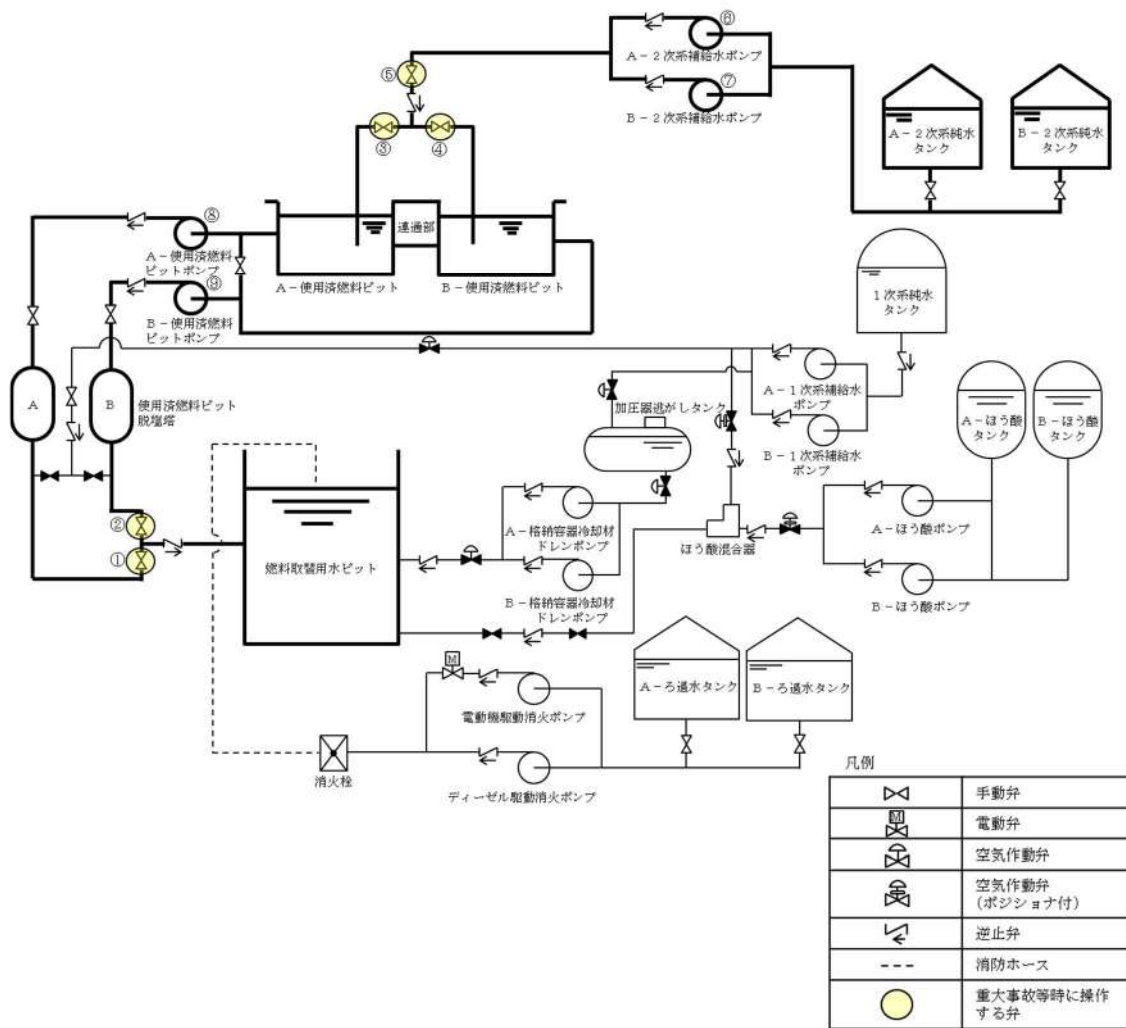 ⑥
A-2次系補給水ポンプ
⑤
⑦
B-2次系補給水ポンプ
③
④
A-2次系純水
タンク
B-2次系純水
タンク
⑧
連通部
A-使用済燃料
ピットポンプ
A-使用済燃料ピット
B-使用済燃料ピット
⑨
B-使用済燃料
ピットポンプ
1次系純水
タンク
A
B
使用済燃料ピット
脱塩塔
加圧器逃がしタンク
A-1次系補給水
ポンプ
B-1次系補給水
ポンプ
A-ほう酸
タンク
B-ほう酸
タンク
②
①
A-格納容器冷却材
ドレンポンプ
ほう酸混合器
A-ほう酸ポンプ
燃料取替用水ピット
B-格納容器冷却材
ドレンポンプ
B-ほう酸ポンプ
M
A-ろ過水タンク
B-ろ過水タンク
電動機駆動消火ポンプ
消火栓
ディーゼル駆動消火ポンプ
凡例
手動弁
M
電動弁
空気作動弁
空気作動弁
(ポジショナ付)
逆止弁
消防ホース
重大事故等時に操作
する弁